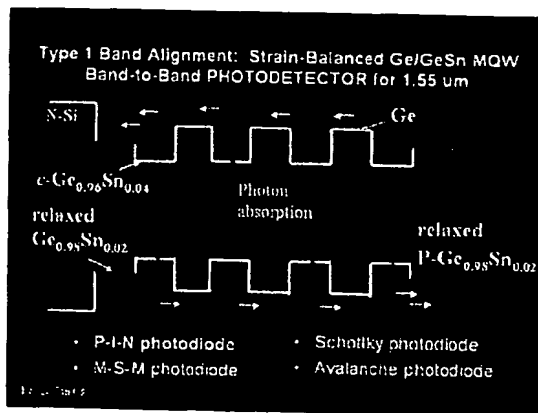 Type 1 Band Alignment: Strain-Balanced Ge/GeSn MQW
Band-to-Band PHOTODETECTOR for 1.55 um
N-Si
Ge
c-Ge0.96Sn0.04
Photon
absorption
relaxed
Ge0.98Sn0.02
relaxed
P-Ge0.98Sn0.02
• P-I-N photodiode
• M-S-M photodiode
• Schottky photodiode
• Avalanche photodiode